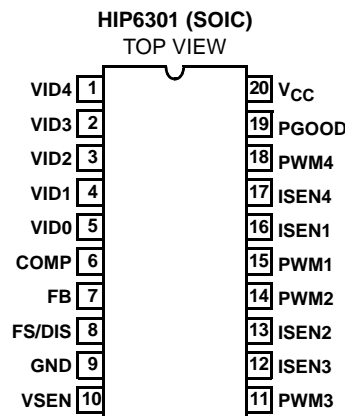 HIP6301 (SOIC)
TOP VIEW
VID4 1
VID3 2
VID2 3
VID1 4
VID0 5
COMP 6
FB 7
FS/DIS 8
GND 9
VSEN 10
20 VCC
19 PGOOD
18 PWM4
17 ISEN4
16 ISEN1
15 PWM1
14 PWM2
13 ISEN2
12 ISEN3
11 PWM3